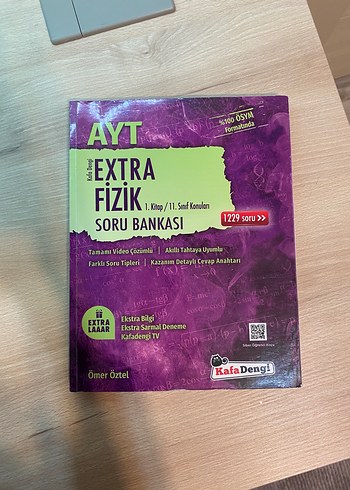 AYT
%100 ÖSYM
Formatında
Kafa Dengi
EXTRA
FİZİK
1. Kitap / 11. Sınıf Konuları
SORU BANKASI
1229 soru >>
Tamamı Video Çözümlü | Akıllı Tahtaya Uyumlu
Farklı Soru Tipleri | Kazanım Detaylı Cevap Anahtarı
EXTRA
LAAAR
Ekstra Bilgi
Ekstra Sarmal Deneme
Kafadengi TV
Ömer Öztel
KafaDengi